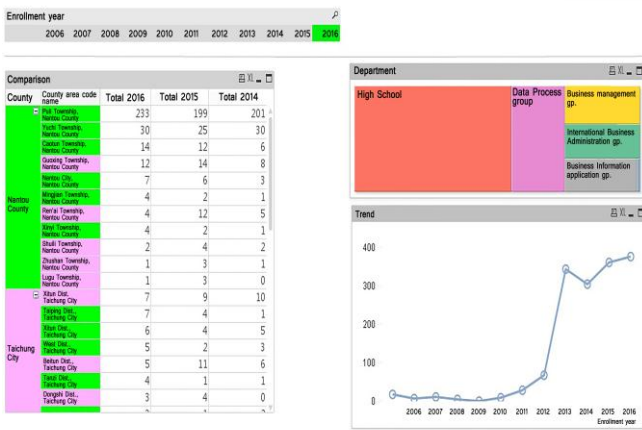 Enrollment year
2006 2007 2008 2009 2010 2011 2012 2013 2014 2015 2016
Comparison
County County area code name Total 2016 Total 2015 Total 2014
Nantou County
Puli Township, Nantou County 233 199 201
Yuchi Township, Nantou County 30 25 30
Caotun Township, Nantou County 14 12 6
Guoxing Township, Nantou County 12 14 8
Nantou City, Nantou County 7 6 3
Mingjian Township, Nantou County 4 2 1
Ren'ai Township, Nantou County 4 12 5
Xinyi Township, Nantou County 4 2 1
Shuili Township, Nantou County 2 4 2
Zhushan Township, Nantou County 1 3 1
Lugu Township, Nantou County 1 3 0
Taichung City
Xitun Dist. Taichung City 7 9 10
Taiping Dist., Taichung City 7 4 1
Xitun Dist., Taichung City 6 4 5
West Dist., Taichung City 5 2 3
Beitun Dist., Taichung City 5 11 6
Tanzi Dist., Taichung City 4 1 1
Dongshi Dist., Taichung City 3 4 0
Department
High School
Data Process group
Business management gp.
International Business Administration gp.
Business Information application gp.
Trend
400
300
200
100
0
2006 2007 2008 2009 2010 2011 2012 2013 2014 2015 2016
Enrollment year